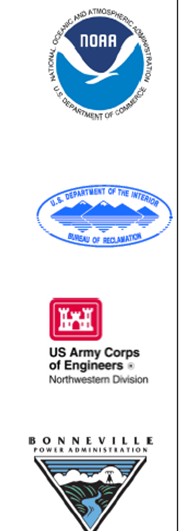 NATIONAL OCEANIC AND ATMOSPHERIC ADMINISTRATION
NOAA
U.S. DEPARTMENT OF COMMERCE
U.S. DEPARTMENT OF THE INTERIOR
BUREAU OF RECLAMATION
US Army Corps
of Engineers ®
Northwestern Division
BONNEVILLE
POWER ADMINISTRATION